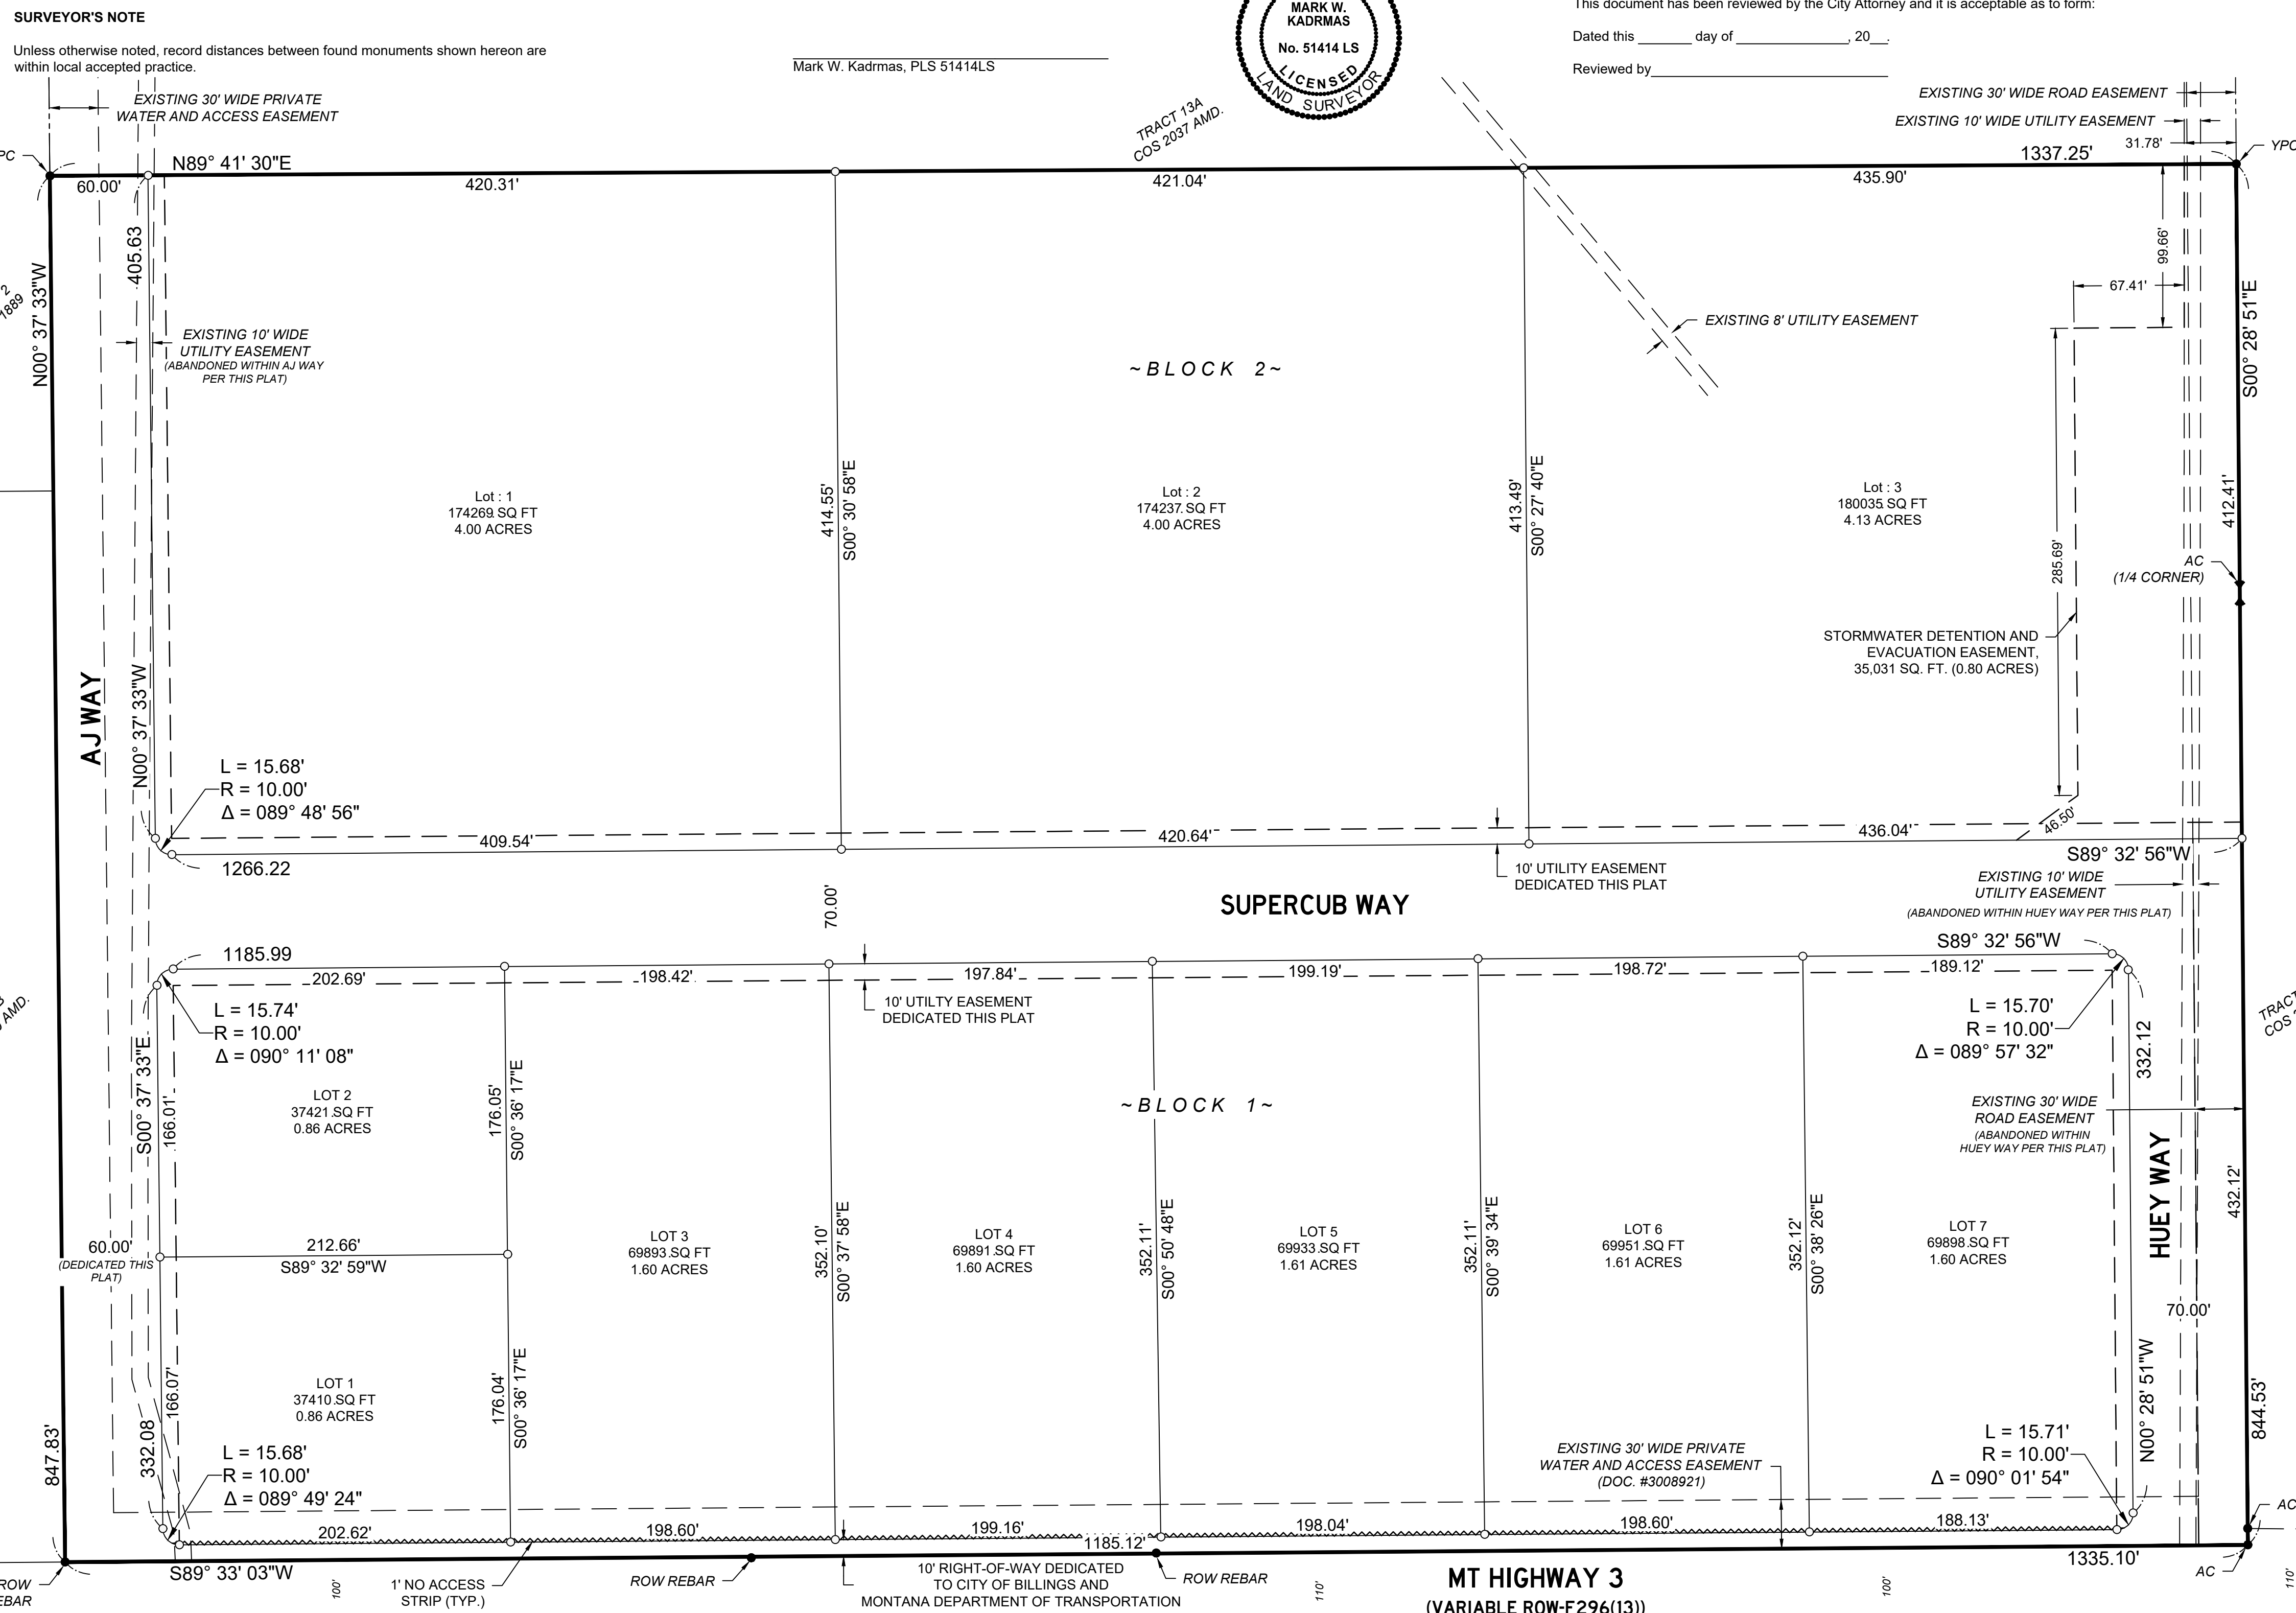 SURVEYOR'S NOTE
Unless otherwise noted, record distances between found monuments shown hereon are
within local accepted practice.
Mark W. Kadrmas, PLS 51414LS
MARK W.
KADRMAS
No. 51414 LS
LICENSED
LAND SURVEYOR
This document has been reviewed by the City Attorney and it is acceptable as to form:
Dated this day of , 20 .
Reviewed by
EXISTING 30' WIDE PRIVATE
WATER AND ACCESS EASEMENT
TRACT 13A
COS 2037 AMD.
EXISTING 30' WIDE ROAD EASEMENT
EXISTING 10' WIDE UTILITY EASEMENT
31.78'
N89° 41' 30"E
1337.25'
60.00'
420.31'
421.04'
435.90'
405.63
N00° 37' 33"W
2
1889
99.66'
67.41'
S00° 28' 51"E
EXISTING 10' WIDE
UTILITY EASEMENT
(ABANDONED WITHIN AJ WAY
PER THIS PLAT)
EXISTING 8' UTILITY EASEMENT
~BLOCK 2~
Lot : 1
174269 SQ FT
4.00 ACRES
414.55'
S00° 30' 58"E
Lot : 2
174237 SQ FT
4.00 ACRES
413.49'
S00° 27' 40"E
Lot : 3
180035 SQ FT
4.13 ACRES
285.69'
412.41'
AC
(1/4 CORNER)
STORMWATER DETENTION AND
EVACUATION EASEMENT,
35,031 SQ. FT. (0.80 ACRES)
AJ WAY
N00° 37' 33"W
L = 15.68'
R = 10.00'
Δ = 089° 48' 56"
409.54'
420.64'
436.04'
46.50'
1266.22
S89° 32' 56"W
10' UTILITY EASEMENT
DEDICATED THIS PLAT
70.00'
SUPERCUB WAY
EXISTING 10' WIDE
UTILITY EASEMENT
(ABANDONED WITHIN HUEY WAY PER THIS PLAT)
1185.99
S89° 32' 56"W
202.69'
198.42'
197.84'
199.19'
198.72'
189.12'
10' UTILTY EASEMENT
DEDICATED THIS PLAT
L = 15.74'
R = 10.00'
Δ = 090° 11' 08"
L = 15.70'
R = 10.00'
Δ = 089° 57' 32"
332.12
AMD.
S00° 37' 33"E
166.01'
LOT 2
37421 SQ FT
0.86 ACRES
176.05'
S00° 36' 17"E
~BLOCK 1~
EXISTING 30' WIDE
ROAD EASEMENT
(ABANDONED WITHIN
HUEY WAY PER THIS PLAT)
HUEY WAY
432.12'
60.00'
(DEDICATED THIS
PLAT)
212.66'
S89° 32' 59"W
LOT 3
69893 SQ FT
1.60 ACRES
352.10'
S00° 37' 58"E
LOT 4
69891 SQ FT
1.60 ACRES
352.11'
S00° 50' 48"E
LOT 5
69933 SQ FT
1.61 ACRES
352.11'
S00° 39' 34"E
LOT 6
69951 SQ FT
1.61 ACRES
352.12'
S00° 38' 26"E
LOT 7
69898 SQ FT
1.60 ACRES
70.00'
LOT 1
37410 SQ FT
0.86 ACRES
166.07'
176.04'
S00° 36' 17"E
N00° 28' 51"W
844.53'
847.83'
332.08
L = 15.68'
R = 10.00'
Δ = 089° 49' 24"
EXISTING 30' WIDE PRIVATE
WATER AND ACCESS EASEMENT
(DOC. #3008921)
L = 15.71'
R = 10.00'
Δ = 090° 01' 54"
202.62'
198.60'
199.16'
198.04'
198.60'
188.13'
1185.12'
1335.10'
S89° 33' 03"W
AC
ROW
100'
1' NO ACCESS
STRIP (TYP.)
ROW REBAR
10' RIGHT-OF-WAY DEDICATED
TO CITY OF BILLINGS AND
MONTANA DEPARTMENT OF TRANSPORTATION
ROW REBAR
110'
MT HIGHWAY 3
(VARIABLE ROW-F296(13))
100'
AC
110'